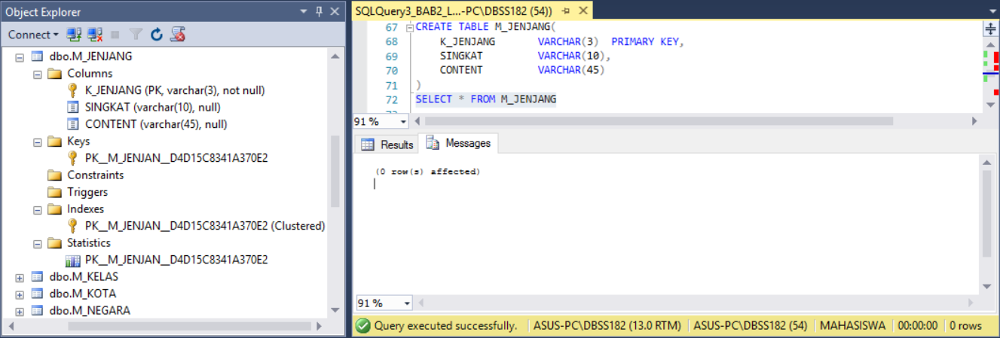 Object Explorer
Connect
dbo.M_JENJANG
Columns
K_JENJANG (PK, varchar(3), not null)
SINGKAT (varchar(10), null)
CONTENT (varchar(45), null)
Keys
PK__M_JENJAN__D4D15C8341A370E2
Constraints
Triggers
Indexes
PK__M_JENJAN__D4D15C8341A370E2 (Clustered)
Statistics
PK__M_JENJAN__D4D15C8341A370E2
dbo.M_KELAS
dbo.M_KOTA
dbo.M_NEGARA
SQLQuery3_BAB2_L...-PC\DBSS182 (54))
67 CREATE TABLE M_JENJANG(
68 K_JENJANG VARCHAR(3) PRIMARY KEY,
69 SINGKAT VARCHAR(10),
70 CONTENT VARCHAR(45)
71 )
72 SELECT * FROM M_JENJANG
91 %
Results Messages
(0 row(s) affected)
91 %
Query executed successfully. ASUS-PC\DBSS182 (13.0 RTM) ASUS-PC\DBSS182 (54) MAHASISWA 00:00:00 0 rows